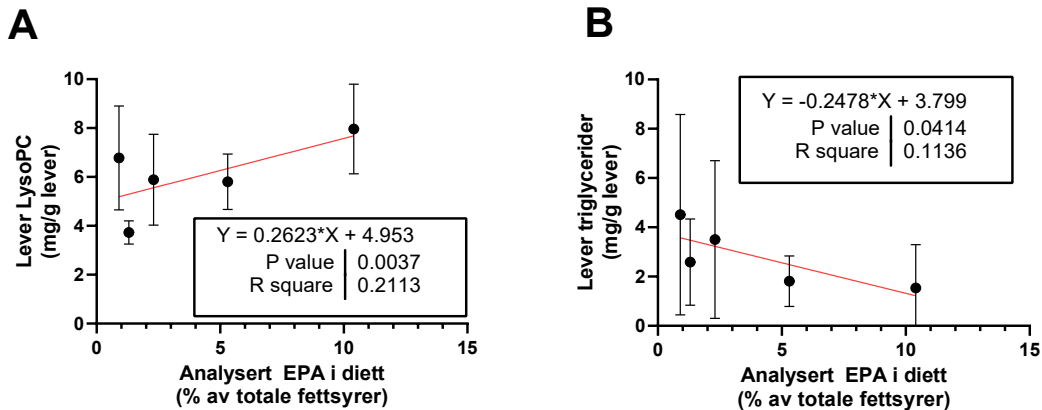 A
Lever LysoPC
(mg/g lever)
10
8
6
4
2
0
Y = 0.2623*X + 4.953
P value 0.0037
R square 0.2113
0 5 10 15
Analysert EPA i diett
(% av totale fettsyrer)
B
Lever triglycerider
(mg/g lever)
10
8
6
4
2
0
Y = -0.2478*X + 3.799
P value 0.0414
R square 0.1136
0 5 10 15
Analysert EPA i diett
(% av totale fettsyrer)